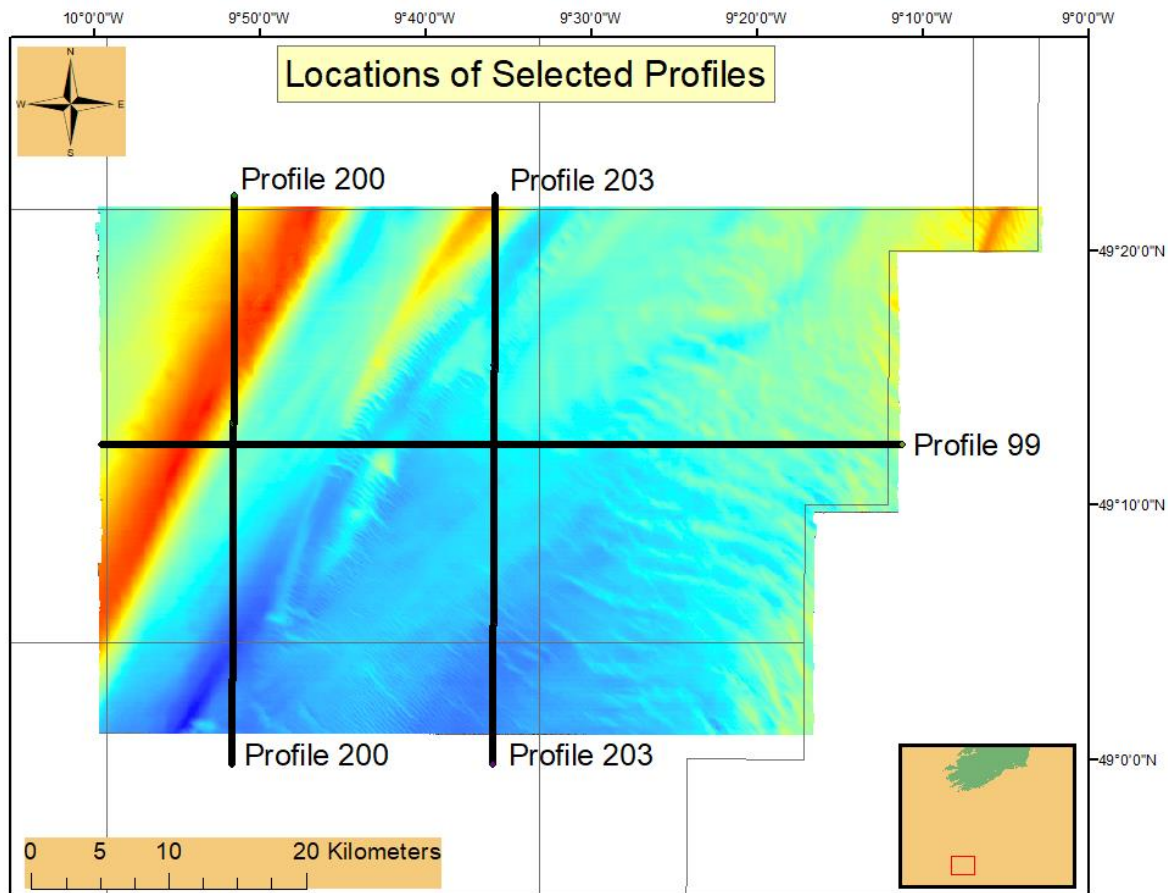 10°0'0"W 9°50'0"W 9°40'0"W 9°30'0"W 9°20'0"W 9°10'0"W 9°0'0"W
N
W E
S
Locations of Selected Profiles
Profile 200 Profile 203
49°20'0"N
Profile 99
49°10'0"N
Profile 200 Profile 203
49°0'0"N
0 5 10 20 Kilometers